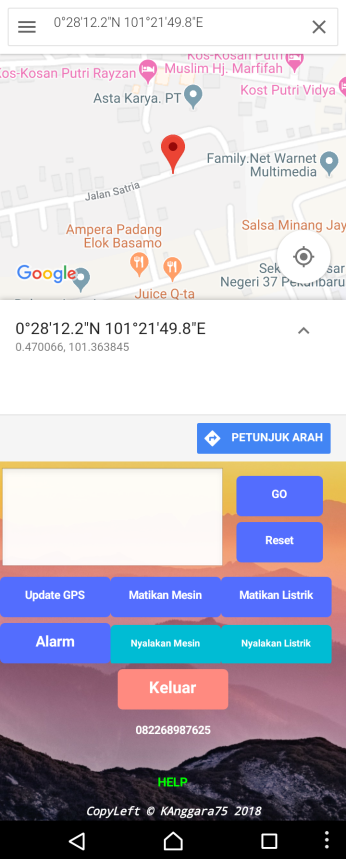 0°28'12.2"N 101°21'49.8"E
Kos-Kosan Putri
Kos-Kosan Putri Rayzan
Muslim Hj. Marfifah
Asta Karya. PT
Kost Putri Vidya
Family.Net Warnet
Multimedia
Jalan Satria
Ampera Padang
Elok Basamo
Salsa Minang Jay
Google
Negeri 37 Pekanbaru
Juice Q-ta
0°28'12.2"N 101°21'49.8"E
0.470066, 101.363845
PETUNJUK ARAH
GO
Reset
Update GPS
Matikan Mesin
Matikan Listrik
Alarm
Nyalakan Mesin
Nyalakan Listrik
Keluar
082268987625
HELP
CopyLeft © KAnggara75 2018